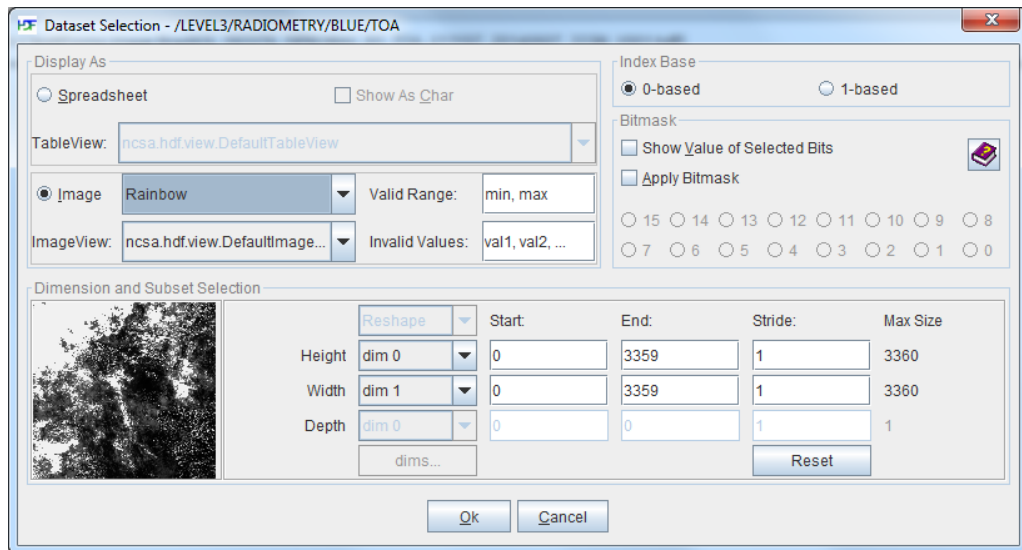 HDF Dataset Selection - /LEVEL3/RADIOMETRY/BLUE/TOA
Display As
Spreadsheet Show As Char
TableView: ncsa.hdf.view.DefaultTableView
Image Rainbow Valid Range: min, max
ImageView: ncsa.hdf.view.DefaultImage... Invalid Values: val1, val2, ...
Index Base
0-based 1-based
Bitmask
Show Value of Selected Bits
Apply Bitmask
15 14 13 12 11 10 9 8
7 6 5 4 3 2 1 0
Dimension and Subset Selection
Reshape Start: End: Stride: Max Size
Height dim 0 0 3359 1 3360
Width dim 1 0 3359 1 3360
Depth dim 0 0 0 1 1
dims... Reset
Ok Cancel